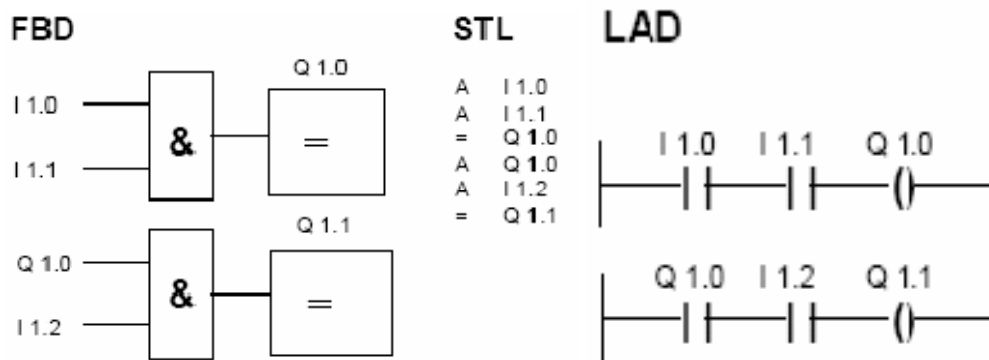 FBD
Q 1.0
I 1.0
&
=
I 1.1
Q 1.1
Q 1.0
&
=
I 1.2
STL
A I 1.0
A I 1.1
= Q 1.0
A Q 1.0
A I 1.2
= Q 1.1
LAD
I 1.0 I 1.1 Q 1.0
()
Q 1.0 I 1.2 Q 1.1
()